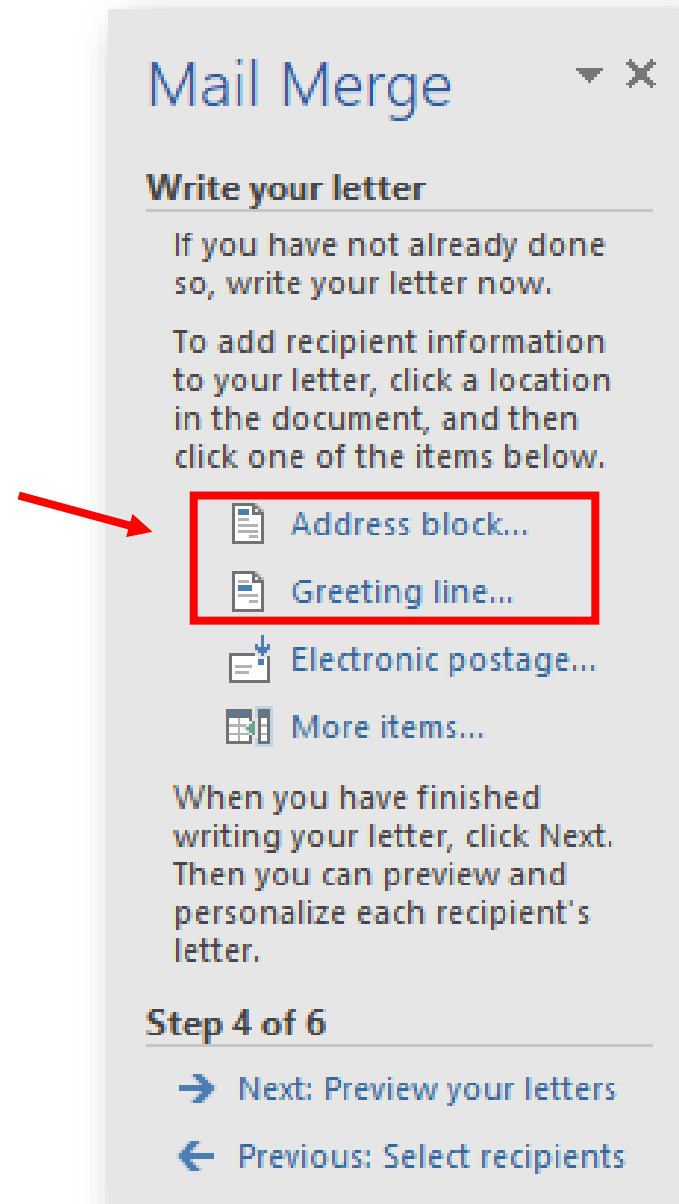 Mail Merge
Write your letter
If you have not already done
so, write your letter now.
To add recipient information
to your letter, click a location
in the document, and then
click one of the items below.
Address block...
Greeting line...
Electronic postage...
More items...
When you have finished
writing your letter, click Next.
Then you can preview and
personalize each recipient's
letter.
Step 4 of 6
Next: Preview your letters
Previous: Select recipients